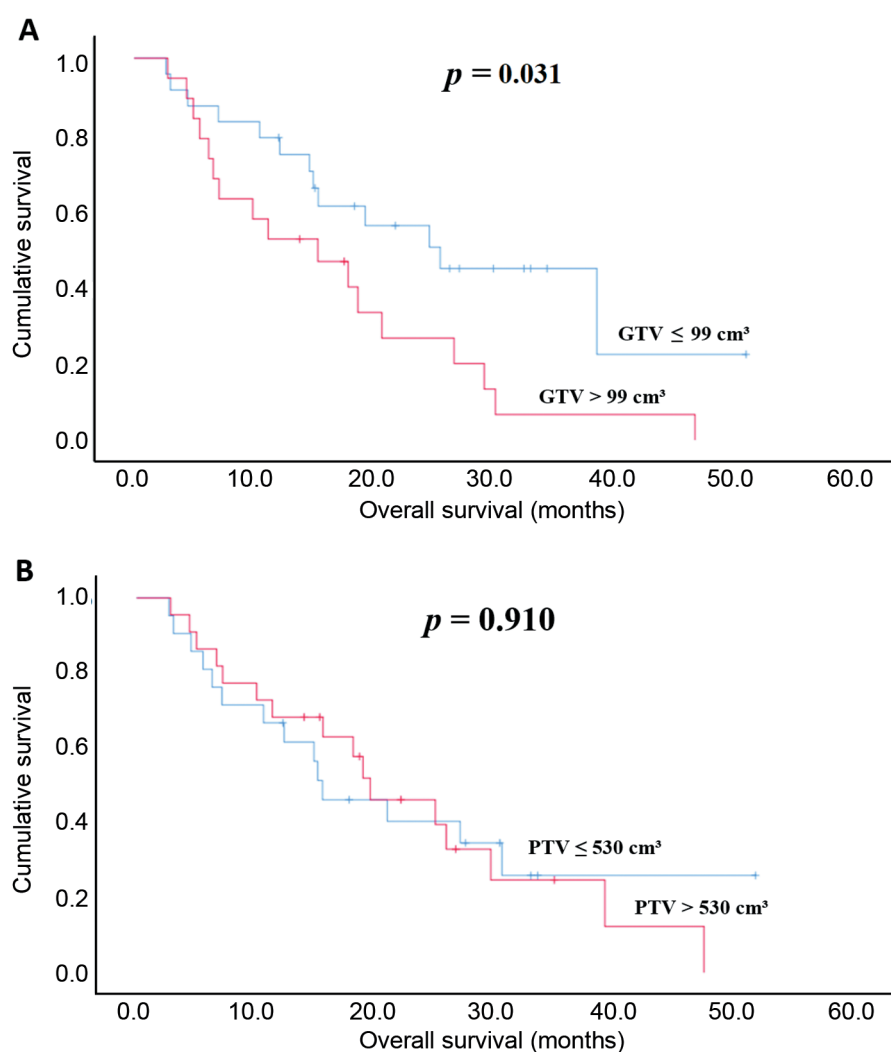 A
p = 0.031
Cumulative survival
1.0
0.8
0.6
0.4
0.2
0.0
GTV ≤ 99 cm³
GTV > 99 cm³
0.0 10.0 20.0 30.0 40.0 50.0 60.0
Overall survival (months)
B
p = 0.910
Cumulative survival
1.0
0.8
0.6
0.4
0.2
0.0
PTV ≤ 530 cm³
PTV > 530 cm³
0.0 10.0 20.0 30.0 40.0 50.0 60.0
Overall survival (months)